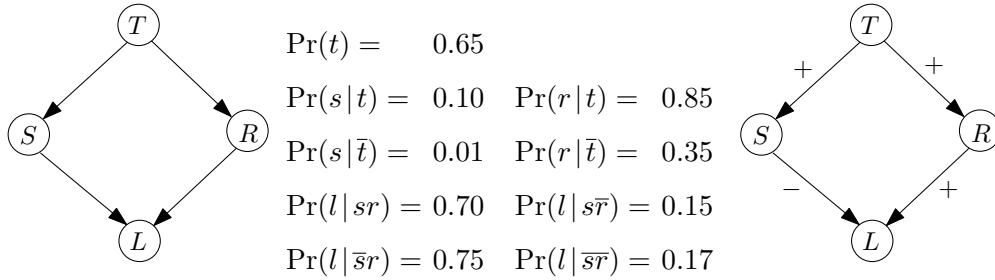 T
S
R
L
Pr(t) = 0.65
Pr(s|t) = 0.10 Pr(r|t) = 0.85
Pr(s|t̄) = 0.01 Pr(r|t̄) = 0.35
Pr(l|sr) = 0.70 Pr(l|sr̄) = 0.15
Pr(l|s̄r) = 0.75 Pr(l|s̄r̄) = 0.17
T
+ +
S
R
− +
L